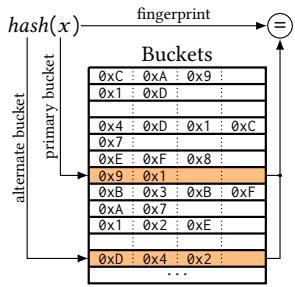 hash(x)
fingerprint
=
Buckets
alternate bucket
primary bucket
0xC 0xA 0x9
0x1 0xD
0x4 0xD 0x1 0xC
0x7
0xE 0xF 0x8
0x9 0x1
0xB 0x3 0xB 0xF
0xA 0x7
0x1 0x2 0xE
0xD 0x4 0x2
...